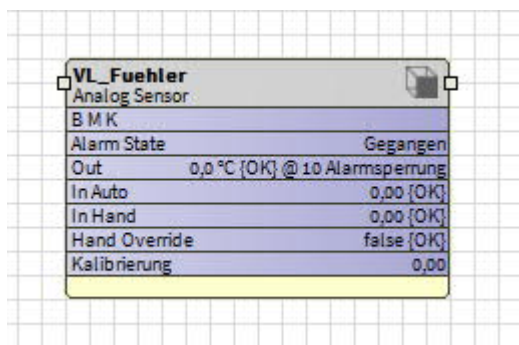 VL_Fuehler
Analog Sensor
B M K
Alarm State Gegangen
Out 0,0 °C {OK} @ 10 Alarmsperrung
In Auto 0,00 {OK}
In Hand 0,00 {OK}
Hand Override false {OK}
Kalibrierung 0,00